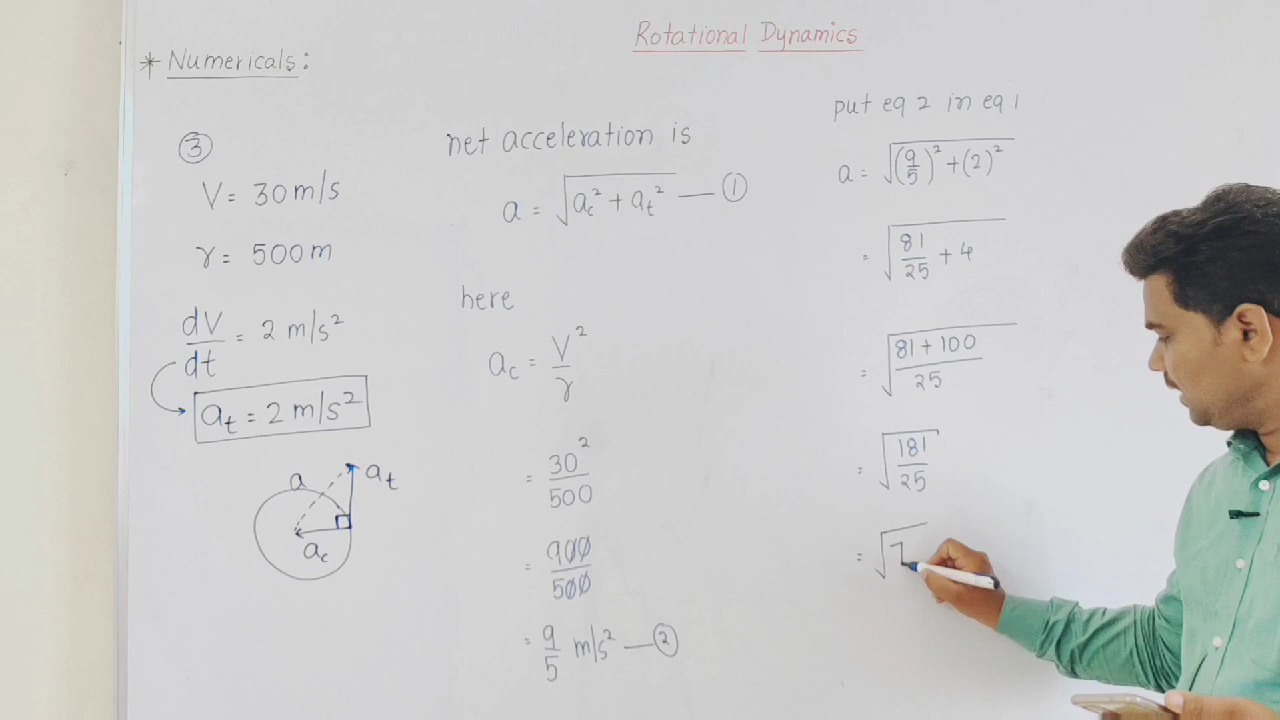 Rotational Dynamics
* Numericals:
③
V = 30 m/s
r = 500 m
dV/dt = 2 m/s²
a_t = 2 m/s²
a
a_t
a_c
net acceleration is
a = √(a_c² + a_t²) — ①
here
a_c = V²/r
= 30²/500
= 900/500
= 9/5 m/s² — ②
put eq 2 in eq 1
a = √((9/5)² + (2)²)
= √(81/25 + 4)
= √((81 + 100)/25)
= √(181/25)
= √7